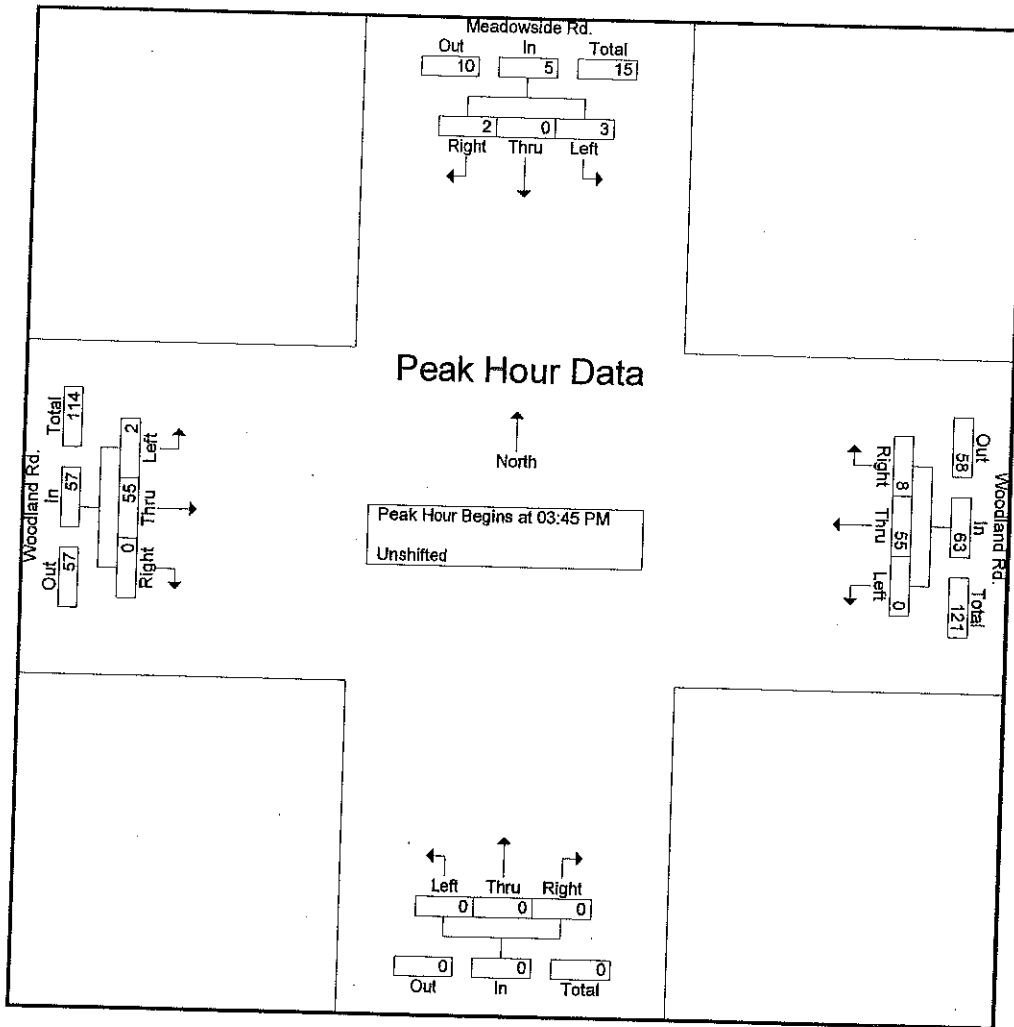 Meadowside Rd.
Out In Total
10 5 15
2 0 3
Right Thru Left
Peak Hour Data
North
Peak Hour Begins at 03:45 PM
Unshifted
Woodland Rd.
Total In Out
114 57 57
2 55 0
Left Thru Right
Woodland Rd.
Out In Total
58 63 121
8 55 0
Right Thru Left
Left Thru Right
0 0 0
0 0 0
Out In Total